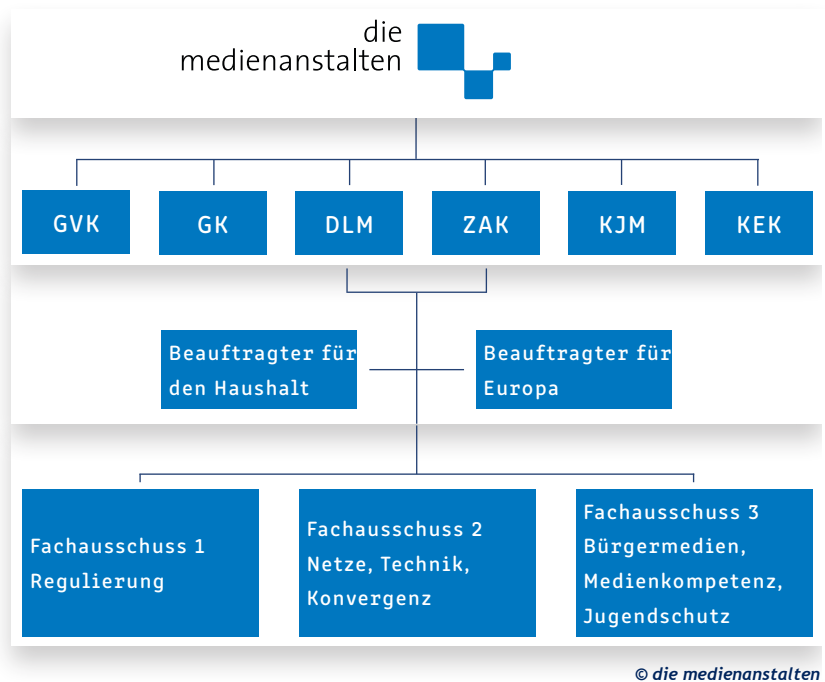 die
medienanstalten
GVK
GK
DLM
ZAK
KJM
KEK
Beauftragter für
den Haushalt
Beauftragter für
Europa
Fachausschuss 1
Regulierung
Fachausschuss 2
Netze, Technik,
Konvergenz
Fachausschuss 3
Bürgermedien,
Medienkompetenz,
Jugendschutz
© die medienanstalten